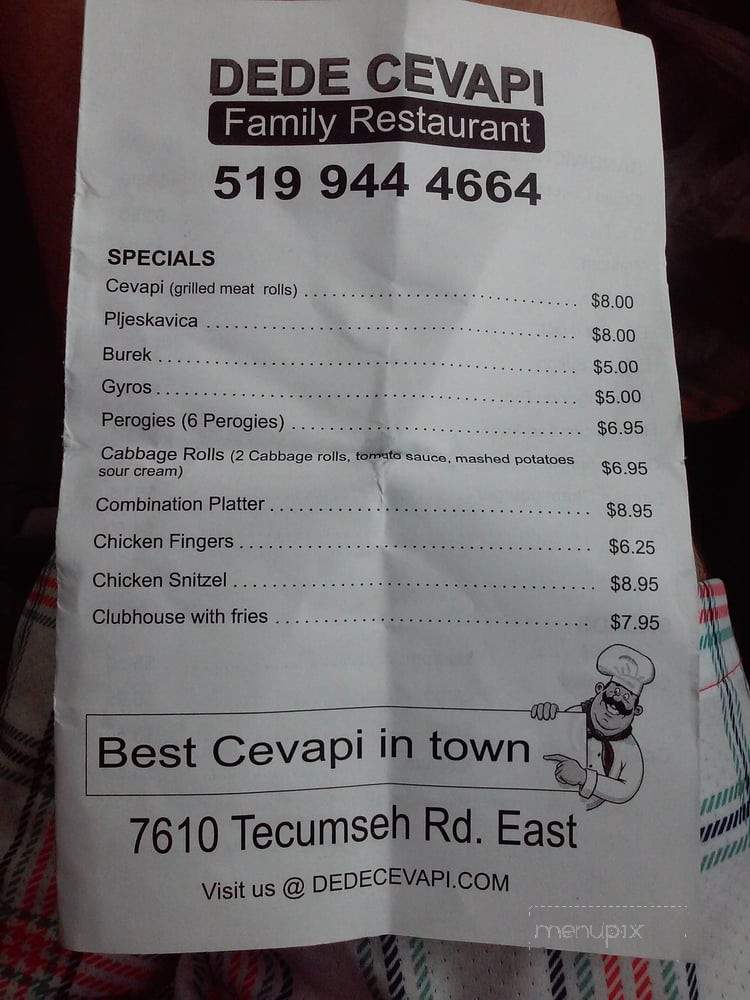 DEDE CEVAPI
Family Restaurant
519 944 4664
SPECIALS
Cevapi (grilled meat rolls) ........................................ $8.00
Pljeskavica ........................................ $8.00
Burek ........................................ $5.00
Gyros ........................................ $5.00
Perogies (6 Perogies) ........................................ $6.95
Cabbage Rolls (2 Cabbage rolls, tomato sauce, mashed potatoes
sour cream) $6.95
Combination Platter ........................................ $8.95
Chicken Fingers ........................................ $6.25
Chicken Snitzel ........................................ $8.95
Clubhouse with fries ........................................ $7.95
Best Cevapi in town
7610 Tecumseh Rd. East
Visit us @ DEDECEVAPI.COM
menupix